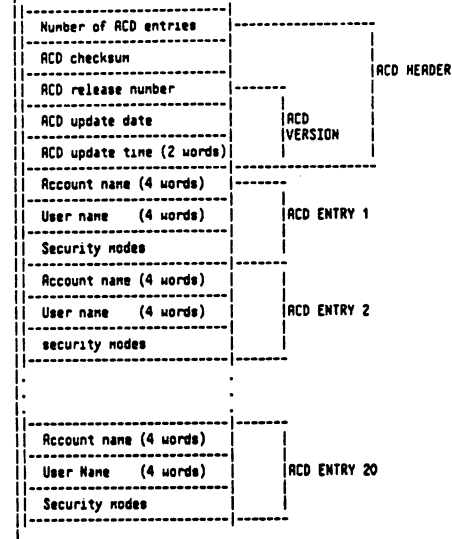 Number of ACD entries
ACD checksum
ACD HEADER
ACD release number
ACD update date
ACD
VERSION
ACD update time (2 words)
Account name (4 words)
User name (4 words)
ACD ENTRY 1
Security modes
Account name (4 words)
User name (4 words)
ACD ENTRY 2
security modes
Account name (4 words)
User Name (4 words)
ACD ENTRY 20
Security modes